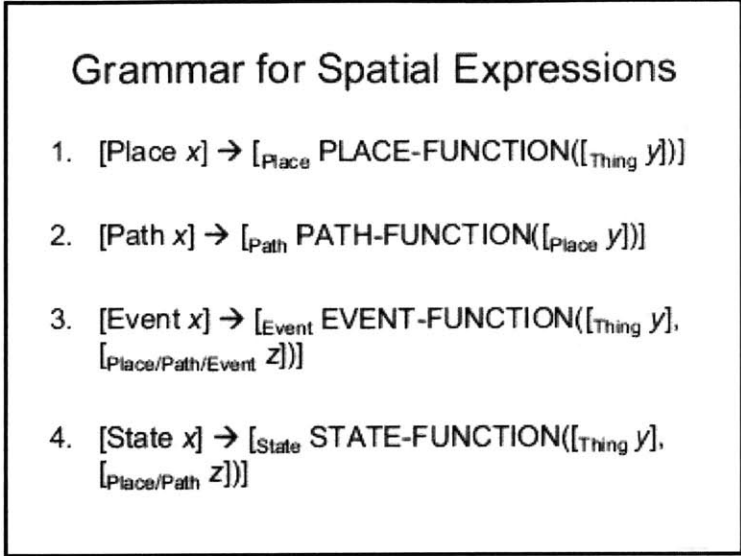 Grammar for Spatial Expressions
1. [Place x] → [Place PLACE-FUNCTION([Thing y])]
2. [Path x] → [Path PATH-FUNCTION([Place y])]
3. [Event x] → [Event EVENT-FUNCTION([Thing y],
[Place/Path/Event z])]
4. [State x] → [State STATE-FUNCTION([Thing y],
[Place/Path z])]